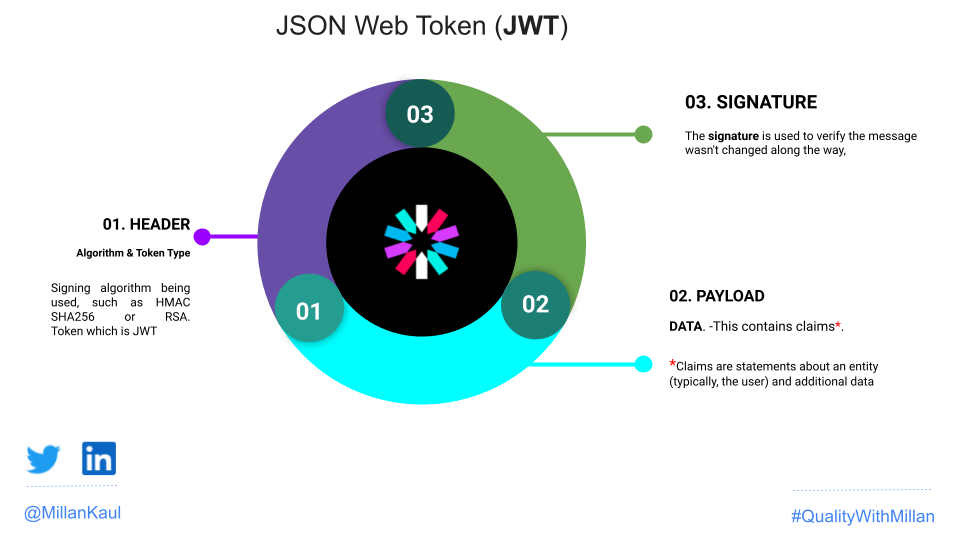 JSON Web Token (JWT)
03
01
02
01. HEADER
Algorithm & Token Type
Signing algorithm being
used, such as HMAC
SHA256 or RSA.
Token which is JWT
03. SIGNATURE
The signature is used to verify the message
wasn't changed along the way,
02. PAYLOAD
DATA. -This contains claims*.
*Claims are statements about an entity
(typically, the user) and additional data
in
@MillanKaul
#QualityWithMillan